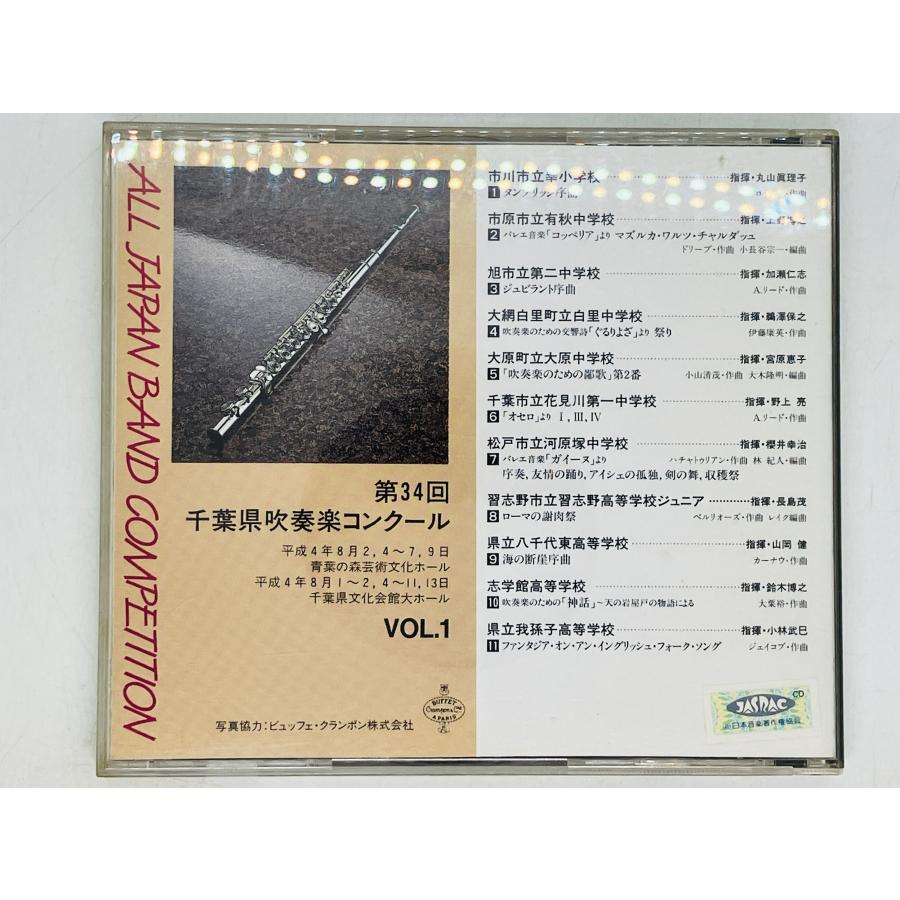 ALL JAPAN BAND COMPETITION
第34回
千葉県吹奏楽コンクール
平成4年8月2,4〜7,9日
青葉の森芸術文化ホール
平成4年8月1〜2,4〜11,13日
千葉県文化会館大ホール
VOL.1
写真協力:ビュッフェ・クランポン株式会社
BUFFET
Crampon & Cie
A PARIS
市川市立幸小学校 指揮・丸山眞理子
1 タンクレディ序曲 作曲
市原市立有秋中学校 指揮・
2 バレエ音楽「コッペリア」より マズルカ・ワルツ・チャルダッシュ
ドリーブ・作曲 小長谷宗一・編曲
旭市立第二中学校 指揮・加瀬仁志
3 ジュビラント序曲 A.リード・作曲
大網白里町立白里中学校 指揮・鵜澤保之
4 吹奏楽のための交響詩「ぐるりよざ」より 祭り 伊藤康英・作曲
大原町立大原中学校 指揮・宮原恵子
5 「吹奏楽のための鄙歌」第2番 小山清茂・作曲 大木隆明・編曲
千葉市立花見川第一中学校 指揮・野上 亮
6 「オセロ」より I, III, IV A.リード・作曲
松戸市立河原塚中学校 指揮・櫻井幸治
7 バレエ音楽「ガイーヌ」より ハチャトゥリアン・作曲 林 紀人・編曲
序奏, 友情の踊り, アイシェの孤独, 剣の舞, 収穫祭
習志野市立習志野高等学校ジュニア 指揮・長島茂
8 ローマの謝肉祭 ベルリオーズ・作曲 レイク編曲
県立八千代東高等学校 指揮・山岡 健
9 海の断崖序曲 カーナウ・作曲
志学館高等学校 指揮・鈴木博之
10 吹奏楽のための「神話」〜天の岩屋戸の物語による 大栗裕・作曲
県立我孫子高等学校 指揮・小林武巳
11 ファンタジア・オン・アン・イングリッシュ・フォーク・ソング ジェイコブ・作曲
CD
JASRAC
日本音楽著作権協会